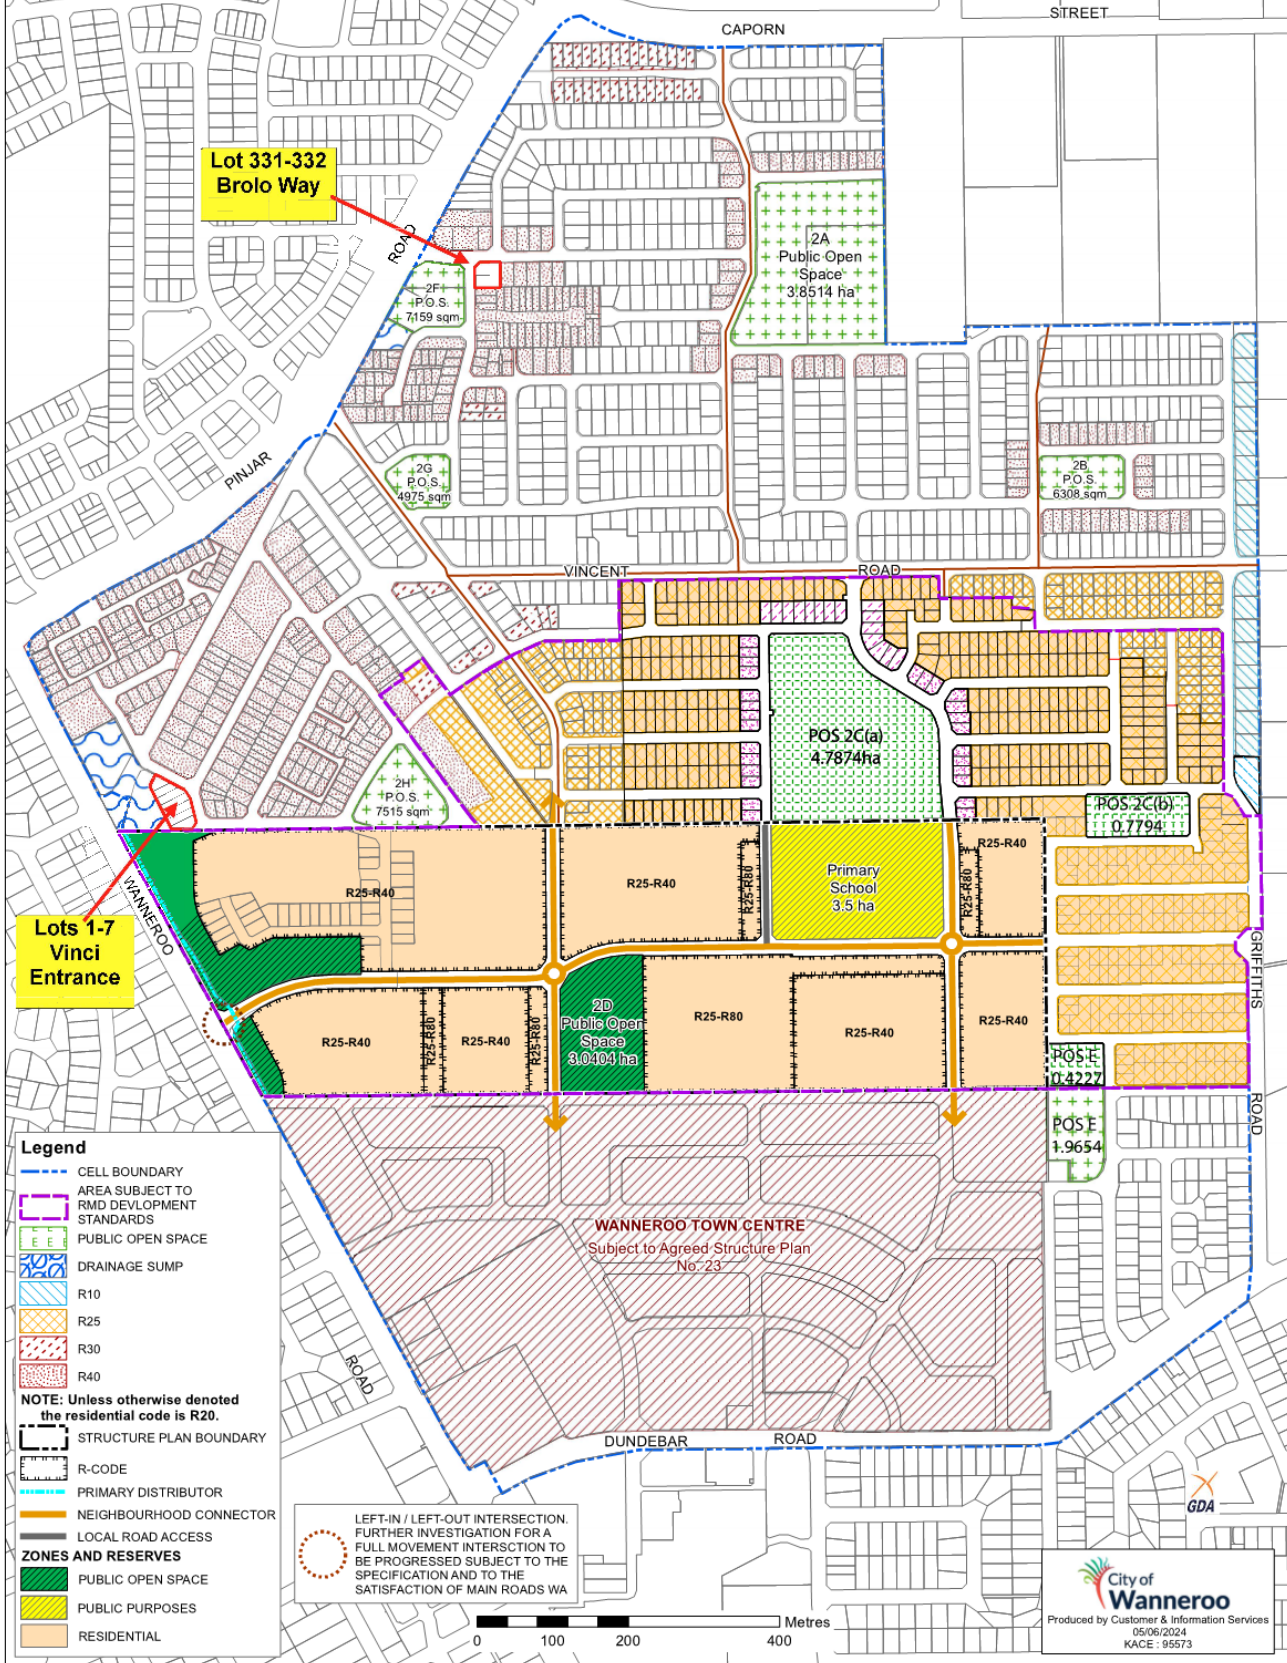 STREET
CAPORN
Lot 331-332
Brolo Way
ROAD
2A
Public Open
Space
3.8514 ha
2F
P.O.S.
7159 sqm
PINJAR
2G
P.O.S.
4975 sqm
2B
P.O.S.
6308 sqm
VINCENT
ROAD
POS 2C(a)
4.7874ha
2H
P.O.S.
7515 sqm
POS 2C(b)
0.7794
WANNEROO
R25-R40
R25-R40
R25-R80
Primary
School
3.5 ha
R25-R40
R25-R80
Lots 1-7
Vinci
Entrance
GRIFFITHS
2D
Public Open
Space
3.0404 ha
R25-R40
R25-R80
R25-R40
R25-R80
R25-R80
R25-R40
R25-R40
POS E
0.4227
POS E
1.9654
ROAD
WANNEROO TOWN CENTRE
Subject to Agreed Structure Plan
No. 23
ROAD
DUNDEBAR
ROAD
Legend
CELL BOUNDARY
AREA SUBJECT TO
RMD DEVLOPMENT
STANDARDS
PUBLIC OPEN SPACE
DRAINAGE SUMP
R10
R25
R30
R40
NOTE: Unless otherwise denoted
the residential code is R20.
STRUCTURE PLAN BOUNDARY
R-CODE
PRIMARY DISTRIBUTOR
NEIGHBOURHOOD CONNECTOR
LOCAL ROAD ACCESS
ZONES AND RESERVES
PUBLIC OPEN SPACE
PUBLIC PURPOSES
RESIDENTIAL
LEFT-IN / LEFT-OUT INTERSECTION.
FURTHER INVESTIGATION FOR A
FULL MOVEMENT INTERSCTION TO
BE PROGRESSED SUBJECT TO THE
SPECIFICATION AND TO THE
SATISFACTION OF MAIN ROADS WA
Metres
0 100 200 400
GDA
City of
Wanneroo
Produced by Customer & Information Services
05/06/2024
KACE : 95573